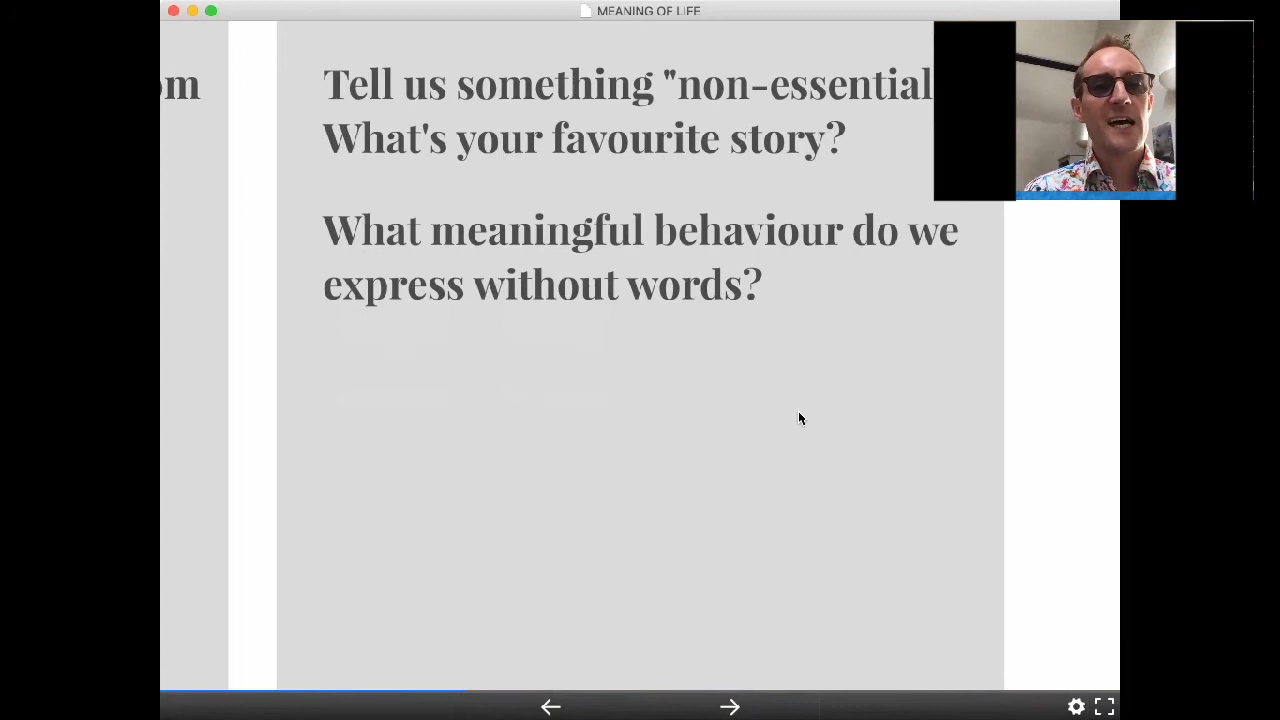 MEANING OF LIFE
om
Tell us something "non-essential
What's your favourite story?
What meaningful behaviour do we
express without words?